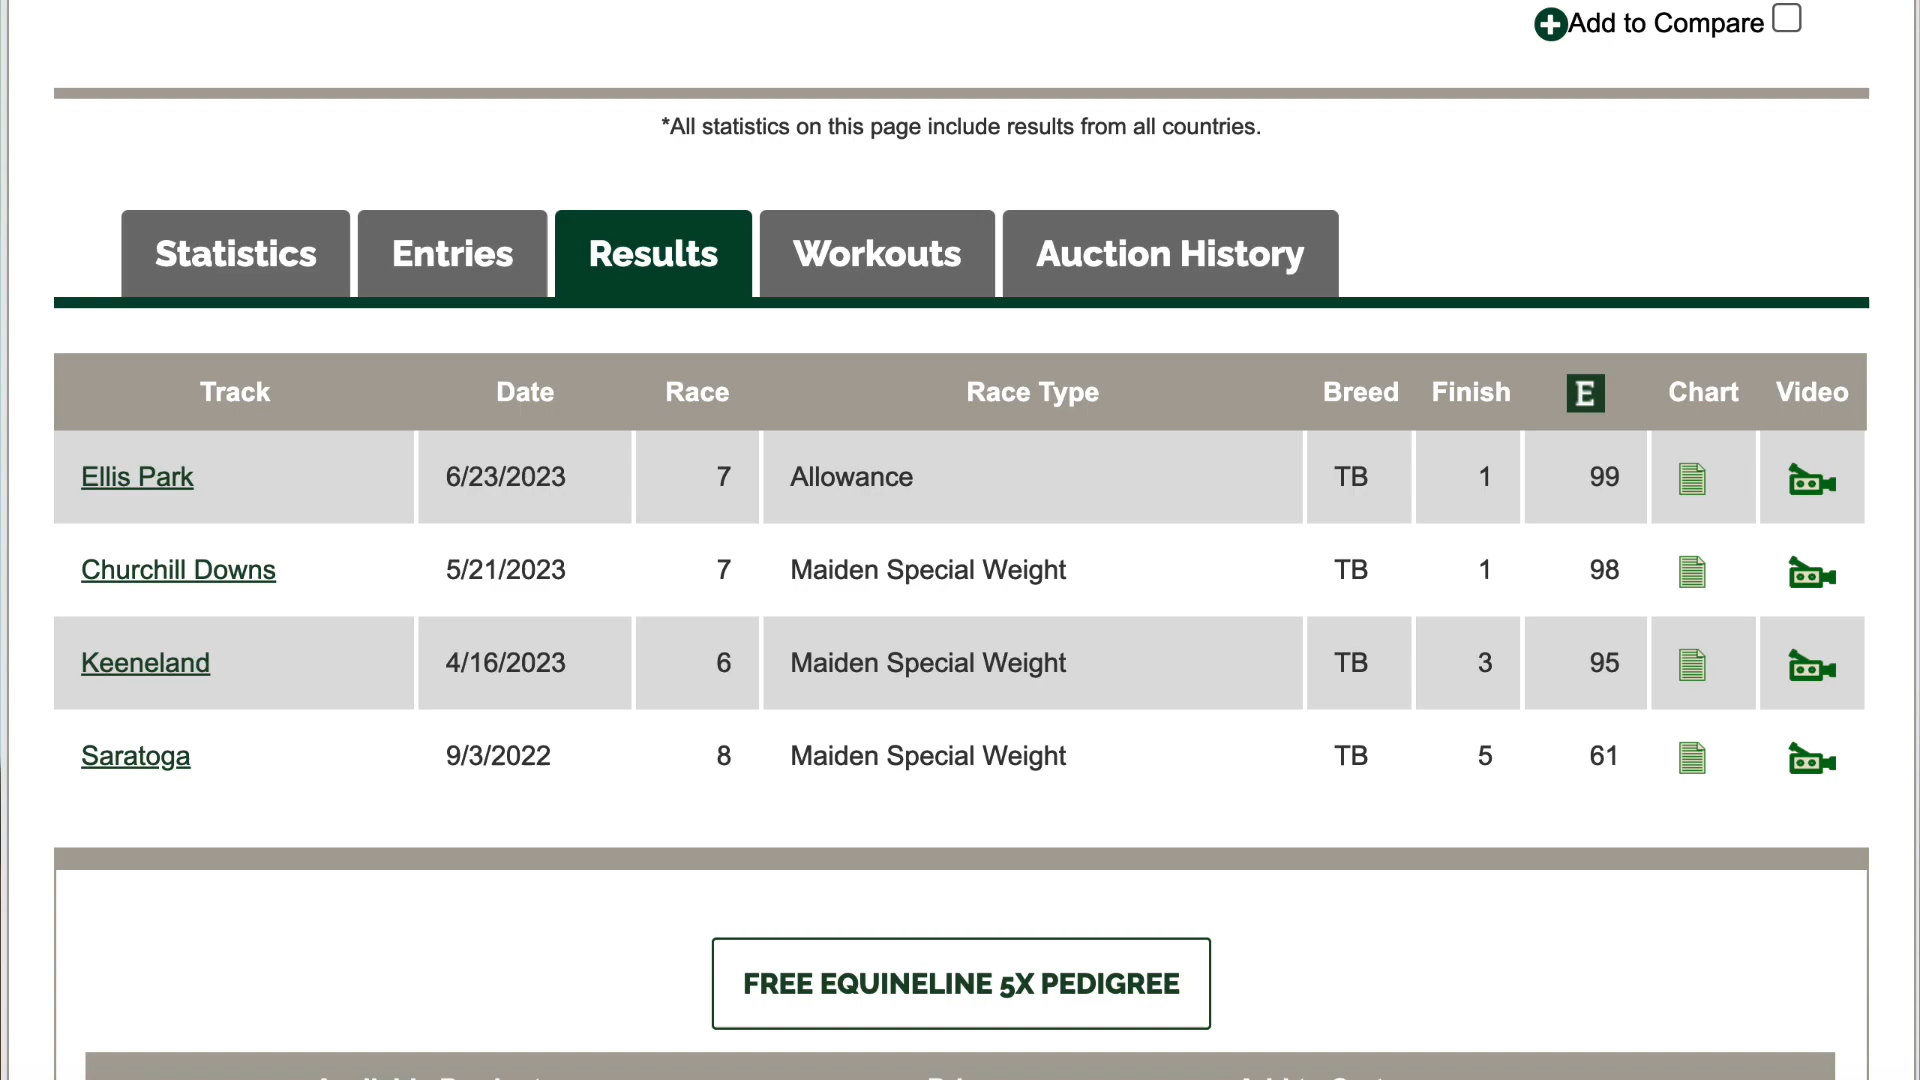 Add to Compare
*All statistics on this page include results from all countries.
Statistics Entries Results Workouts Auction History
Track Date Race Race Type Breed Finish E Chart Video
Ellis Park 6/23/2023 7 Allowance TB 1 99
Churchill Downs 5/21/2023 7 Maiden Special Weight TB 1 98
Keeneland 4/16/2023 6 Maiden Special Weight TB 3 95
Saratoga 9/3/2022 8 Maiden Special Weight TB 5 61
FREE EQUINELINE 5X PEDIGREE